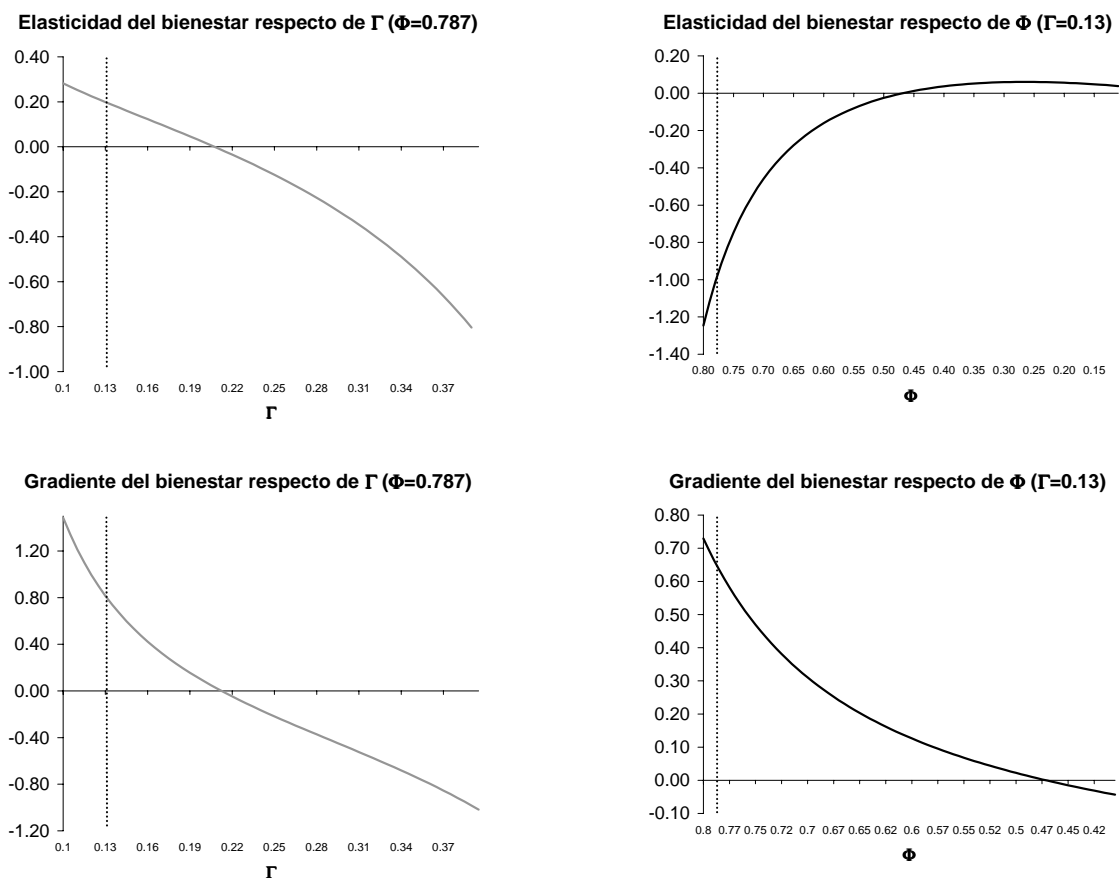 Elasticidad del bienestar respecto de Γ (Φ=0.787)
0.40
0.20
0.00
-0.20
-0.40
-0.60
-0.80
-1.00
0.1 0.13 0.16 0.19 0.22 0.25 0.28 0.31 0.34 0.37
Γ
Elasticidad del bienestar respecto de Φ (Γ=0.13)
0.20
0.00
-0.20
-0.40
-0.60
-0.80
-1.00
-1.20
-1.40
0.80 0.75 0.70 0.65 0.60 0.55 0.50 0.45 0.40 0.35 0.30 0.25 0.20 0.15
Φ
Gradiente del bienestar respecto de Γ (Φ=0.787)
1.20
0.80
0.40
0.00
-0.40
-0.80
-1.20
0.1 0.13 0.16 0.19 0.22 0.25 0.28 0.31 0.34 0.37
Γ
Gradiente del bienestar respecto de Φ (Γ=0.13)
0.80
0.70
0.60
0.50
0.40
0.30
0.20
0.10
0.00
-0.10
0.8 0.77 0.75 0.72 0.7 0.67 0.65 0.62 0.6 0.57 0.55 0.52 0.5 0.47 0.45 0.42
Φ